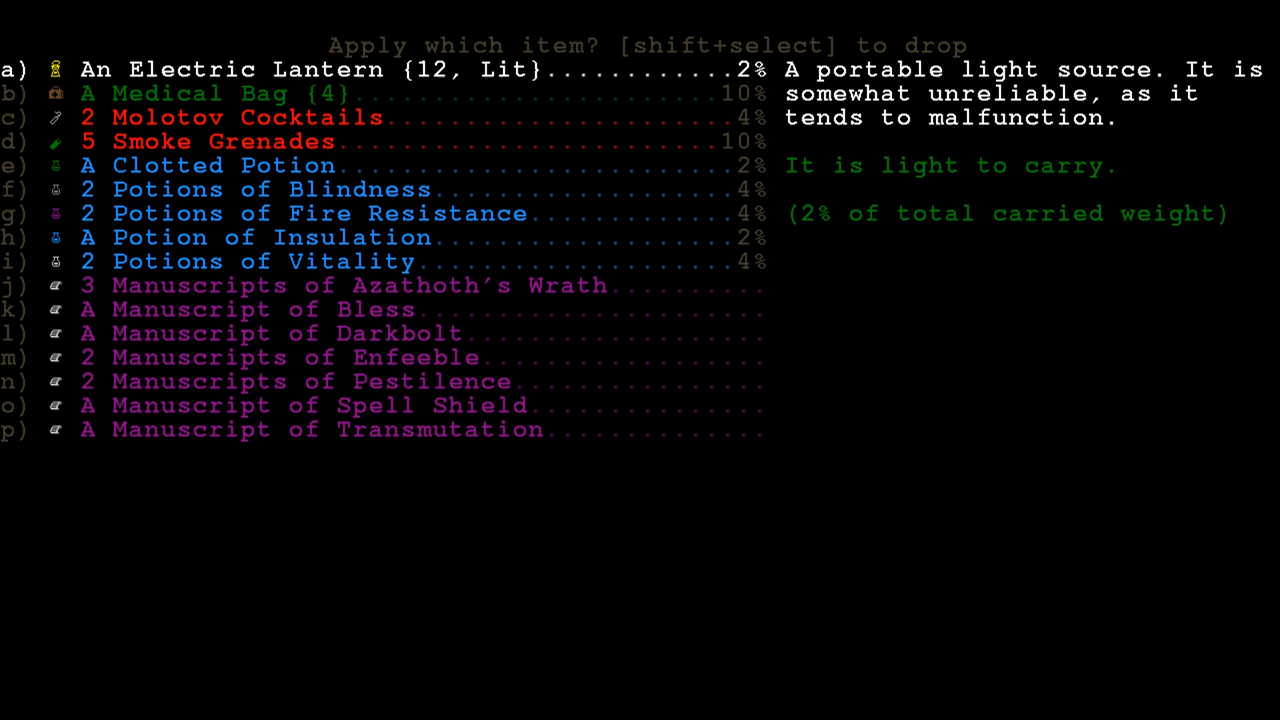 Apply which item? [shift+select] to drop
a) An Electric Lantern {12, Lit}............2% A portable light source. It is
b) A Medical Bag {4}.......................10% somewhat unreliable, as it
c) 2 Molotov Cocktails......................4% tends to malfunction.
d) 5 Smoke Grenades........................10%
e) A Clotted Potion.........................2% It is light to carry.
f) 2 Potions of Blindness...................4%
g) 2 Potions of Fire Resistance.............4% (2% of total carried weight)
h) A Potion of Insulation...................2%
i) 2 Potions of Vitality....................4%
j) 3 Manuscripts of Azathoth's Wrath..........
k) A Manuscript of Bless......................
l) A Manuscript of Darkbolt...................
m) 2 Manuscripts of Enfeeble..................
n) 2 Manuscripts of Pestilence................
o) A Manuscript of Spell Shield...............
p) A Manuscript of Transmutation..............